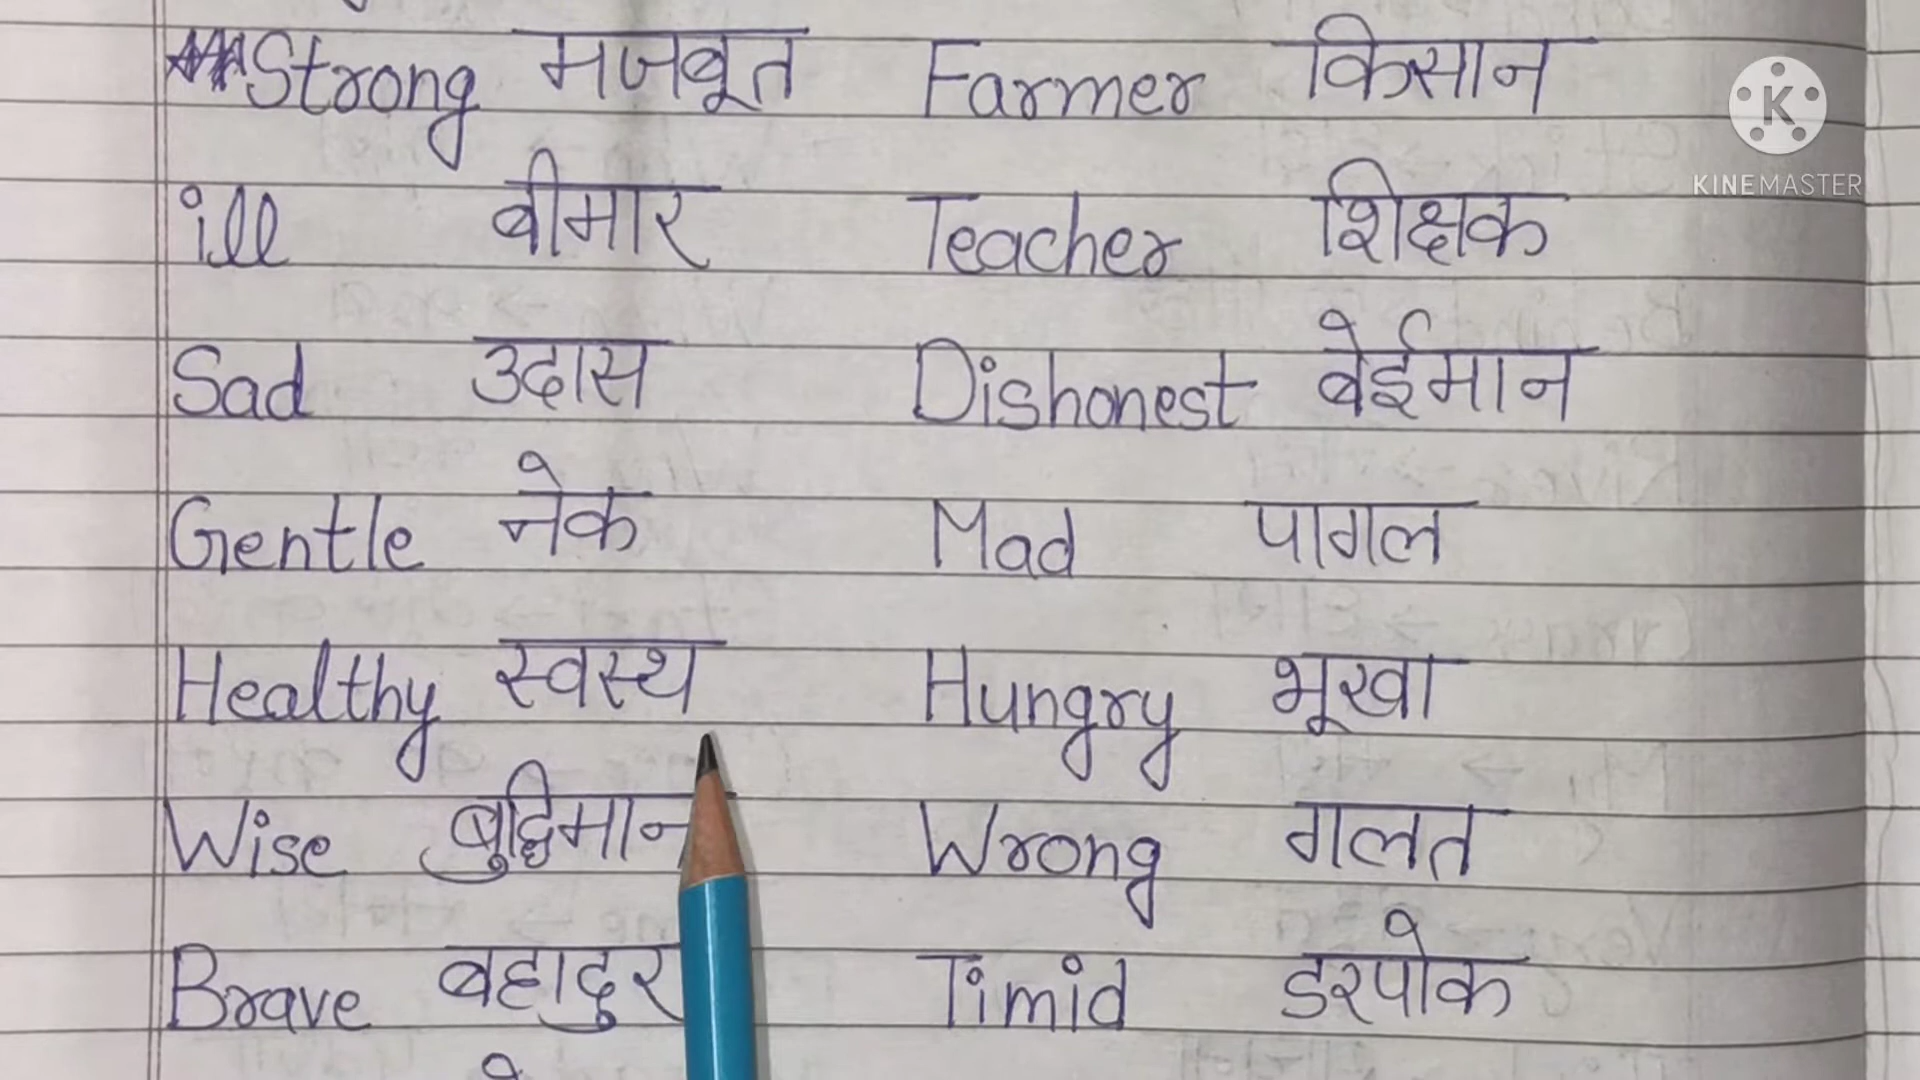 Strong मजबूत Farmer किसान
K
KINEMASTER
ill बीमार Teacher शिक्षक
Sad उदास Dishonest बेईमान
Gentle नेक Mad पागल
Healthy स्वस्थ Hungry भूखा
Wise बुद्धिमान Wrong गलत
Brave बहादुर Timid डरपोक